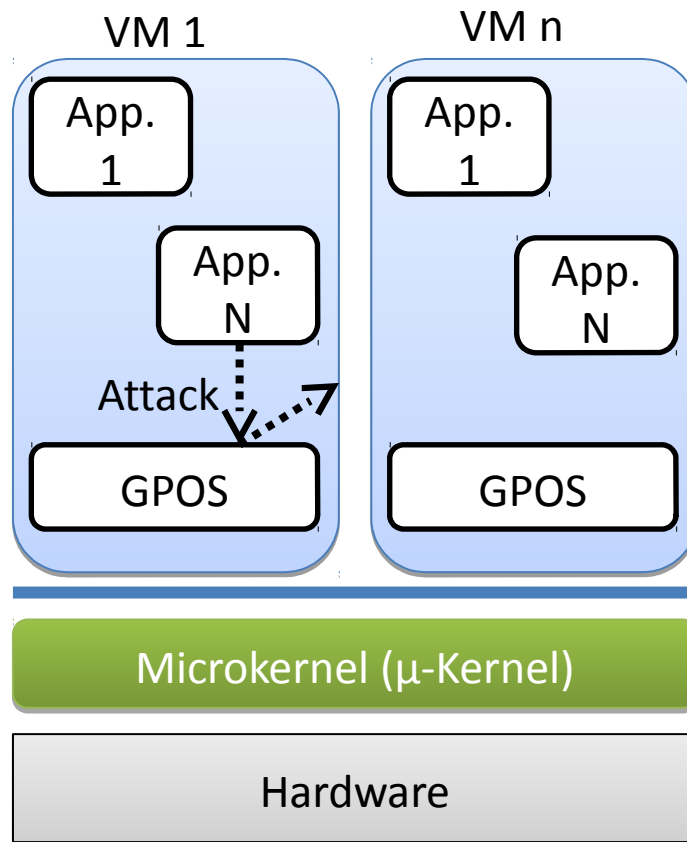 VM 1
VM n
App.
1
App.
1
App.
N
App.
N
Attack
GPOS
GPOS
Microkernel (μ-Kernel)
Hardware